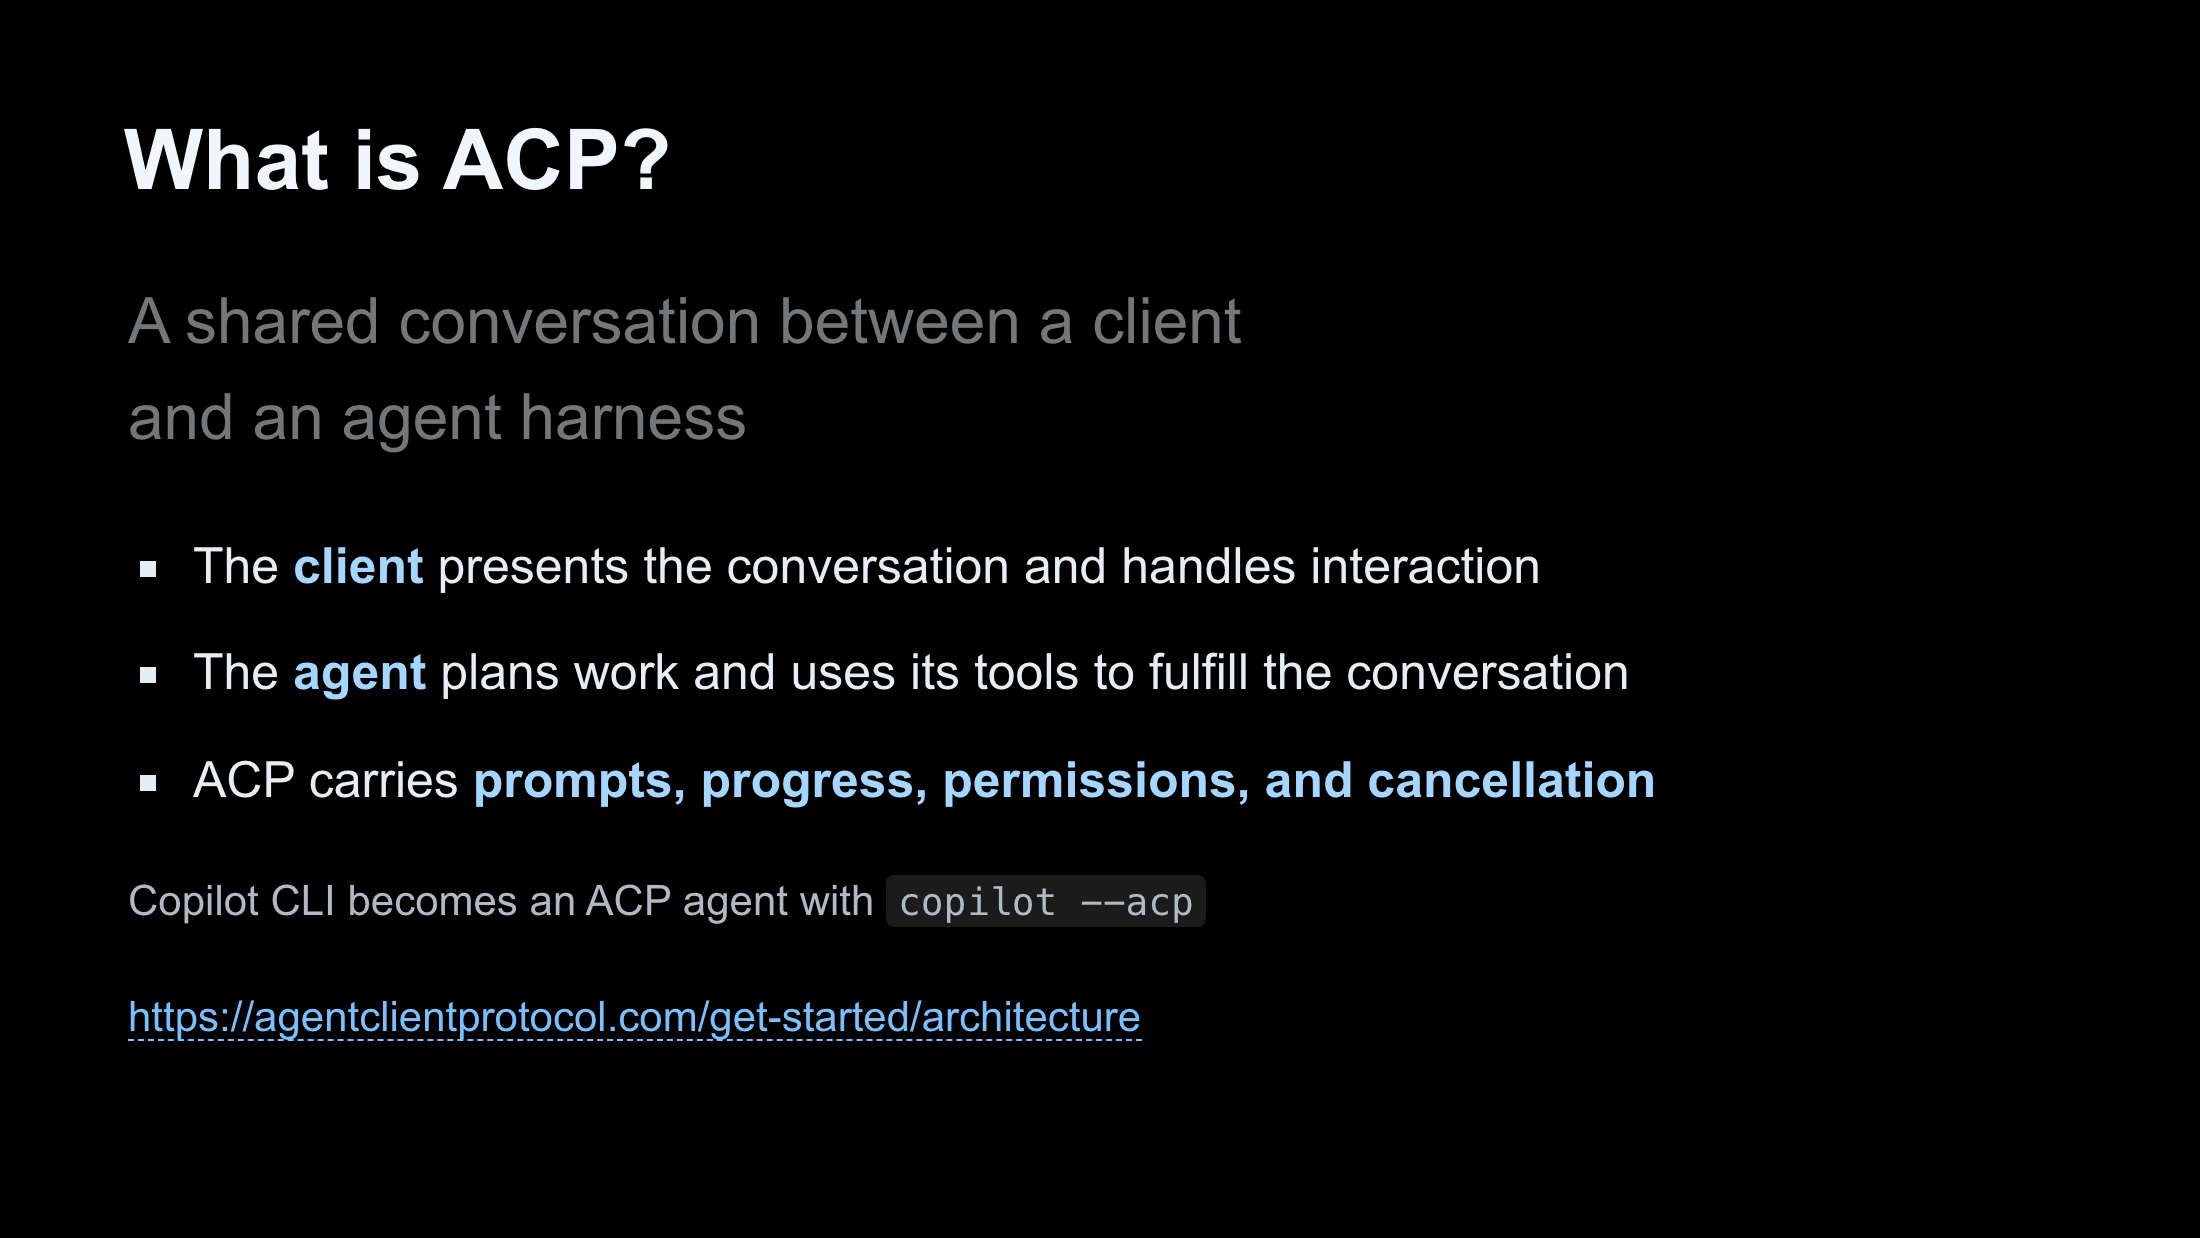 What is ACP?
A shared conversation between a client
and an agent harness
▪ The client presents the conversation and handles interaction
▪ The agent plans work and uses its tools to fulfill the conversation
▪ ACP carries prompts, progress, permissions, and cancellation
Copilot CLI becomes an ACP agent with copilot --acp
https://agentclientprotocol.com/get-started/architecture